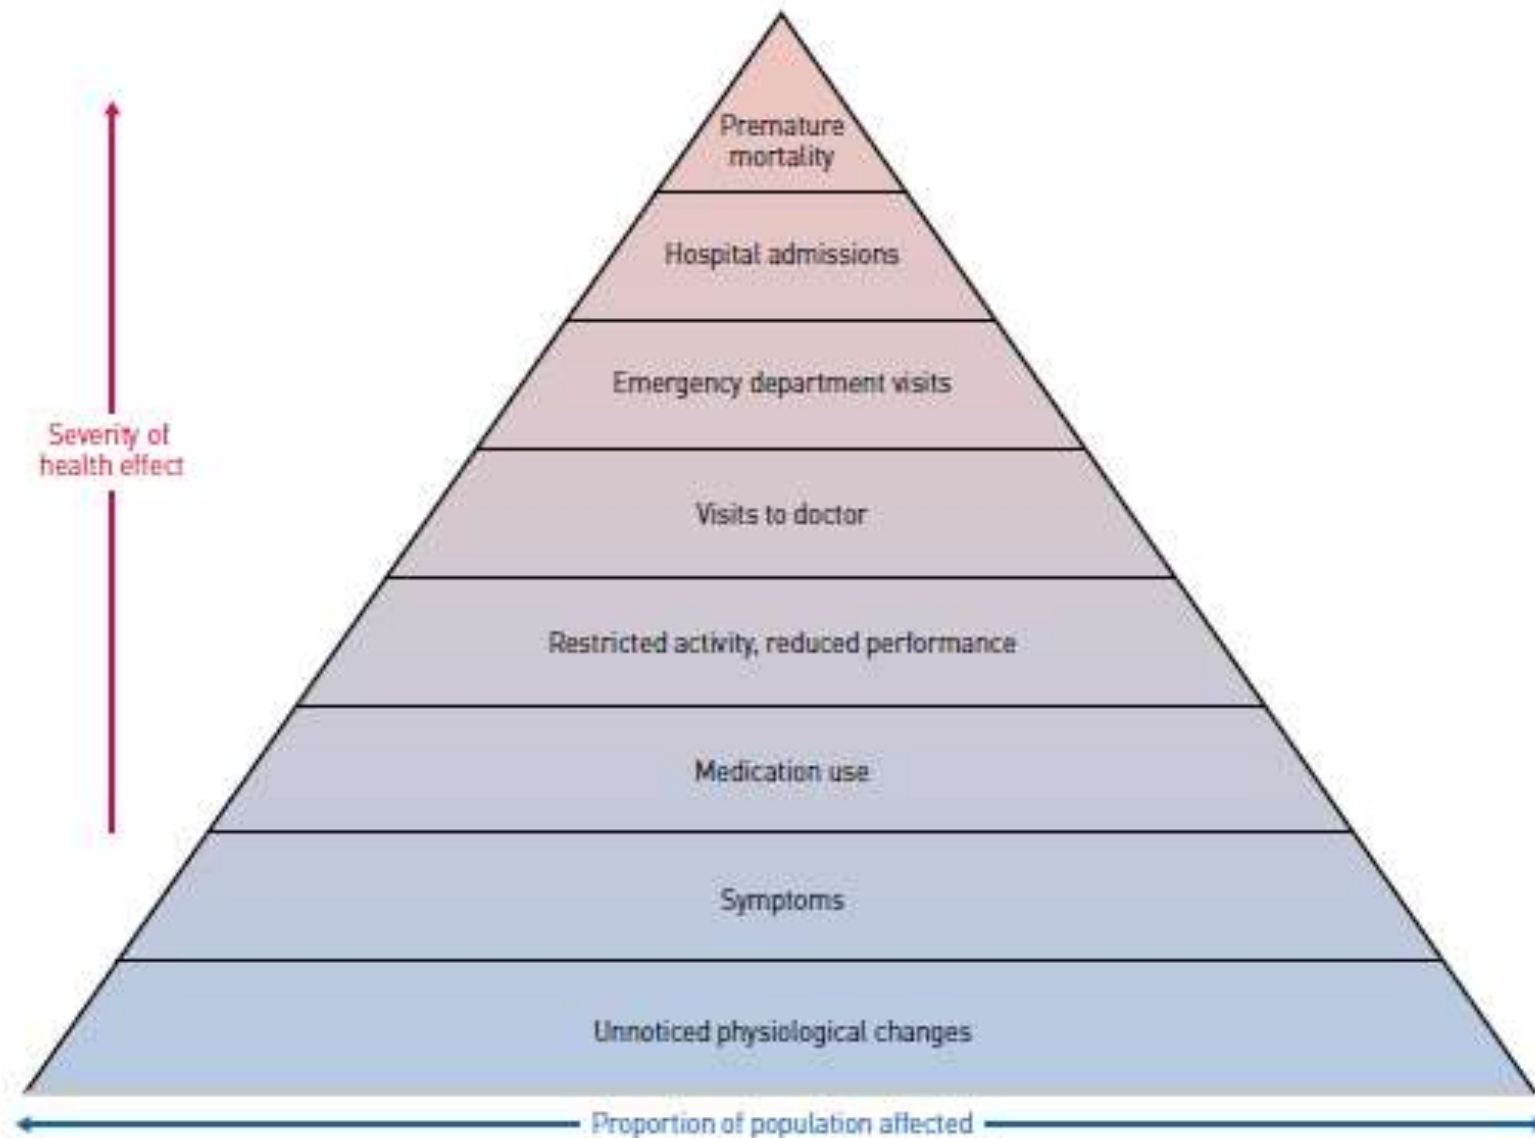 Premature
mortality
Hospital admissions
Emergency department visits
Severity of
health effect
Visits to doctor
Restricted activity, reduced performance
Medication use
Symptoms
Unnoticed physiological changes
Proportion of population affected